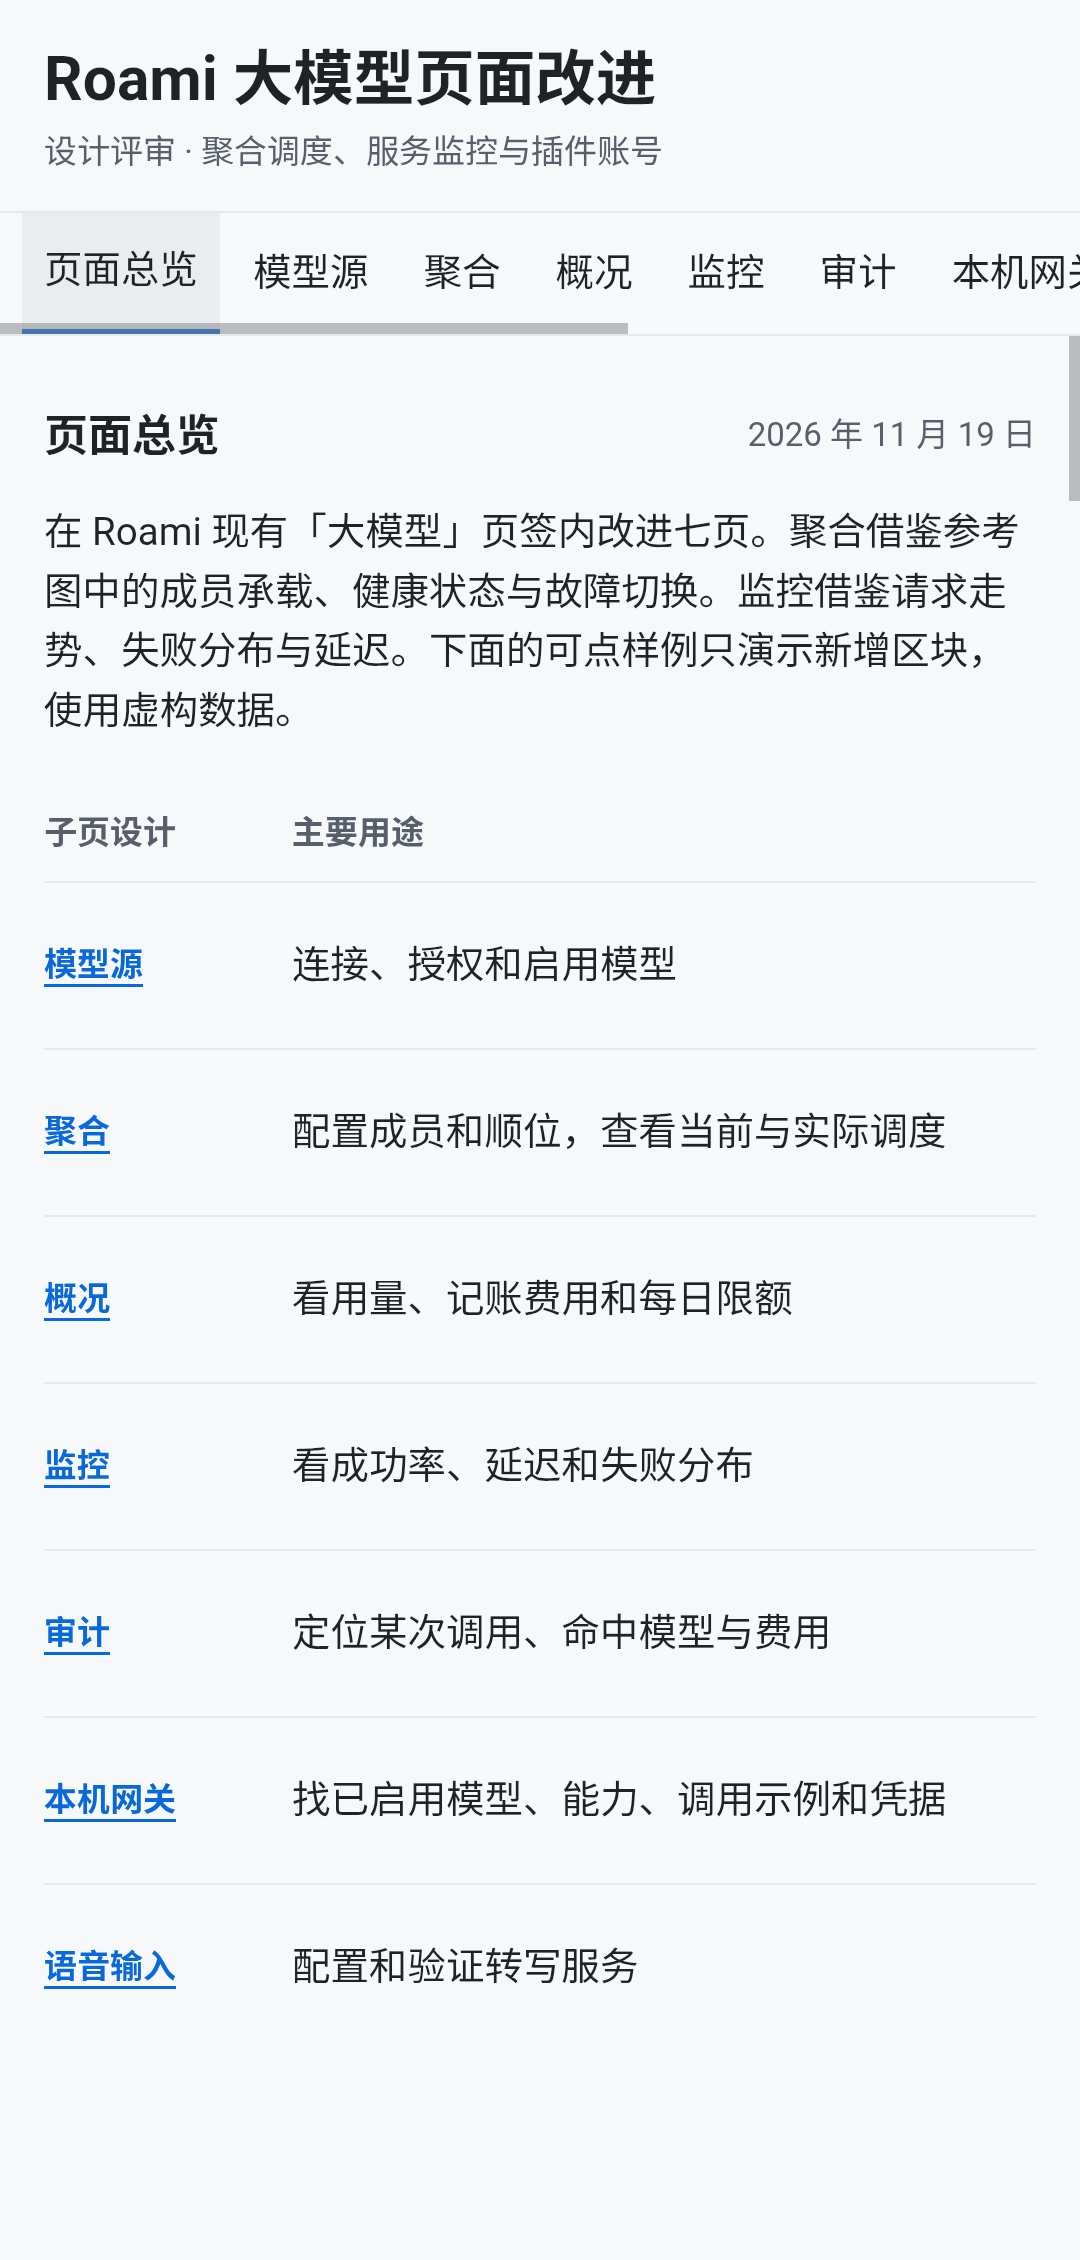 Roami 大模型页面改进
设计评审 · 聚合调度、服务监控与插件账号
页面总览 模型源 聚合 概况 监控 审计 本机网关
页面总览 2026 年 11 月 19 日
在 Roami 现有「大模型」页签内改进七页。聚合借鉴参考
图中的成员承载、健康状态与故障切换。监控借鉴请求走
势、失败分布与延迟。下面的可点样例只演示新增区块，
使用虚构数据。
子页设计 主要用途
模型源 连接、授权和启用模型
聚合 配置成员和顺位，查看当前与实际调度
概况 看用量、记账费用和每日限额
监控 看成功率、延迟和失败分布
审计 定位某次调用、命中模型与费用
本机网关 找已启用模型、能力、调用示例和凭据
语音输入 配置和验证转写服务